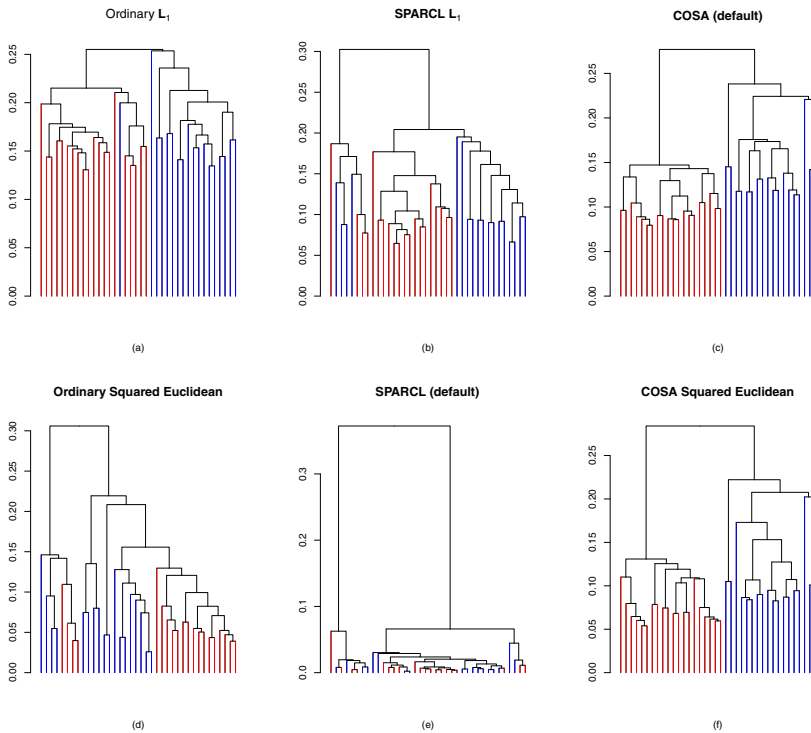 Ordinary L1
0.00 0.05 0.10 0.15 0.20 0.25
(a)
SPARCL L1
0.00 0.05 0.10 0.15 0.20 0.25 0.30
(b)
COSA (default)
0.00 0.05 0.10 0.15 0.20 0.25
(c)
Ordinary Squared Euclidean
0.00 0.05 0.10 0.15 0.20 0.25 0.30
(d)
SPARCL (default)
0.0 0.1 0.2 0.3
(e)
COSA Squared Euclidean
0.00 0.05 0.10 0.15 0.20 0.25
(f)